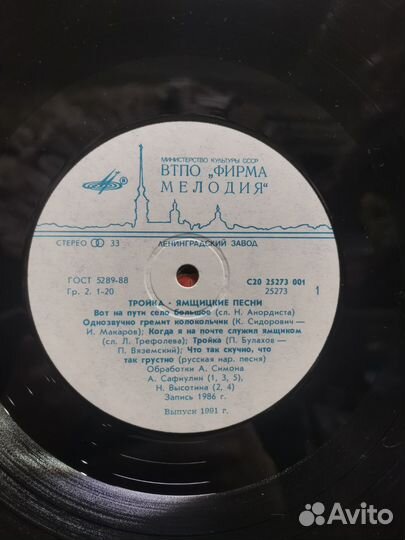 МИНИСТЕРСТВО КУЛЬТУРЫ СССР
ВТПО „ФИРМА
МЕЛОДИЯ“
СТЕРЕО 33 ЛЕНИНГРАДСКИЙ ЗАВОД
ГОСТ 5289-88 С20 25273 001
Гр. 2. 1-20 25273 1
ТРОЙКА - ЯМЩИЦКИЕ ПЕСНИ
Вот на пути село большое (сл. Н. Анордиста)
Однозвучно гремит колокольчик (К. Сидорович —
И. Макаров); Когда я на почте служил ямщиком
(сл. Л. Трефолева); Тройка (П. Булахов —
П. Вяземский); Что так скучно, что
так грустно (русская нар. песня)
Обработки А. Симона
А. Сафиулин (1, 3, 5),
Н. Высотина (2, 4)
Запись 1986 г.
Выпуск 1991 г.
Avito